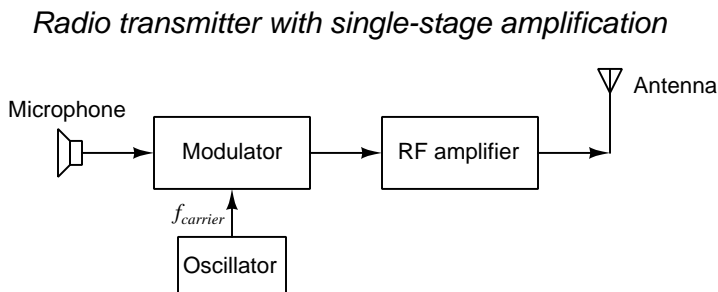 Radio transmitter with single-stage amplification
Antenna
Microphone
Modulator
RF amplifier
fcarrier
Oscillator